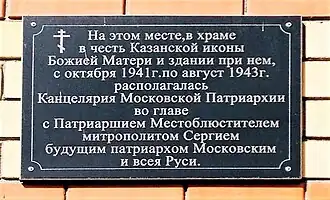 На этом месте,в храме
в честь Казанской иконы
Божией Матери и здании при нем,
с октября 1941г.по август 1943г.
располагалась
Канцелярия Московской Патриархии
во главе
с Патриаршием Местоблюстителем
митрополитом Сергием
будущим патриархом Московским
и всея Руси.